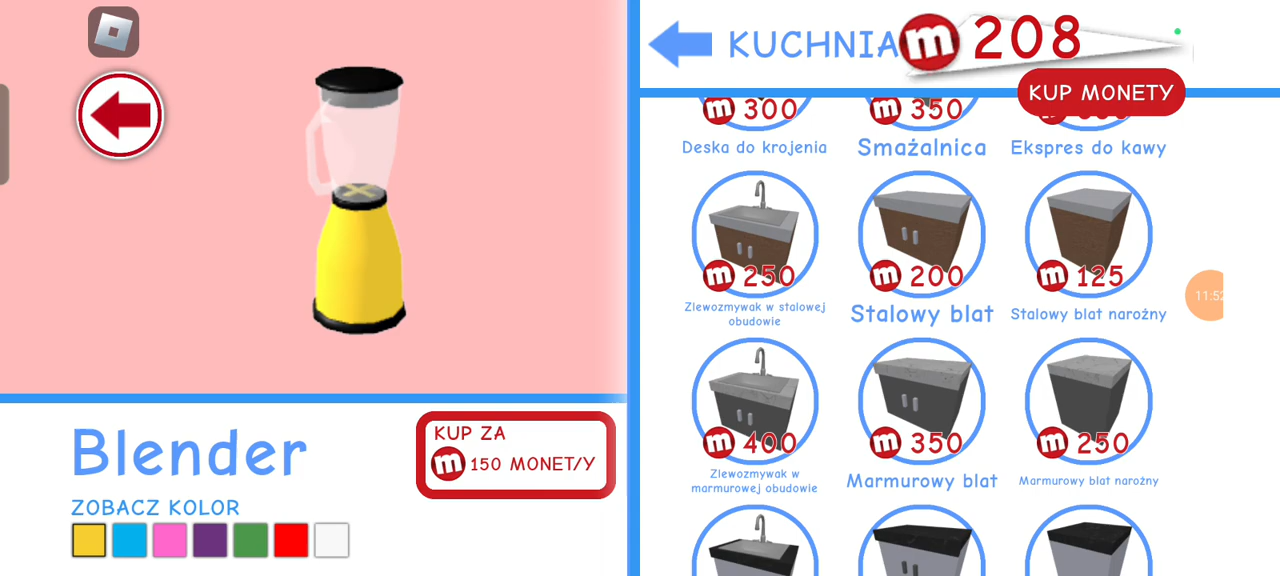 KUCHNIA
m 208
KUP MONETY
m 300
m 350
Deska do krojenia
Smażalnica
Ekspres do kawy
m 250
m 200
m 125
Zlewozmywak w stalowej
obudowie
Stalowy blat
Stalowy blat narożny
11:52
m 400
m 350
m 250
Zlewozmywak w
marmurowej obudowie
Marmurowy blat
Marmurowy blat narożny
Blender
KUP ZA
m 150 MONET/Y
ZOBACZ KOLOR